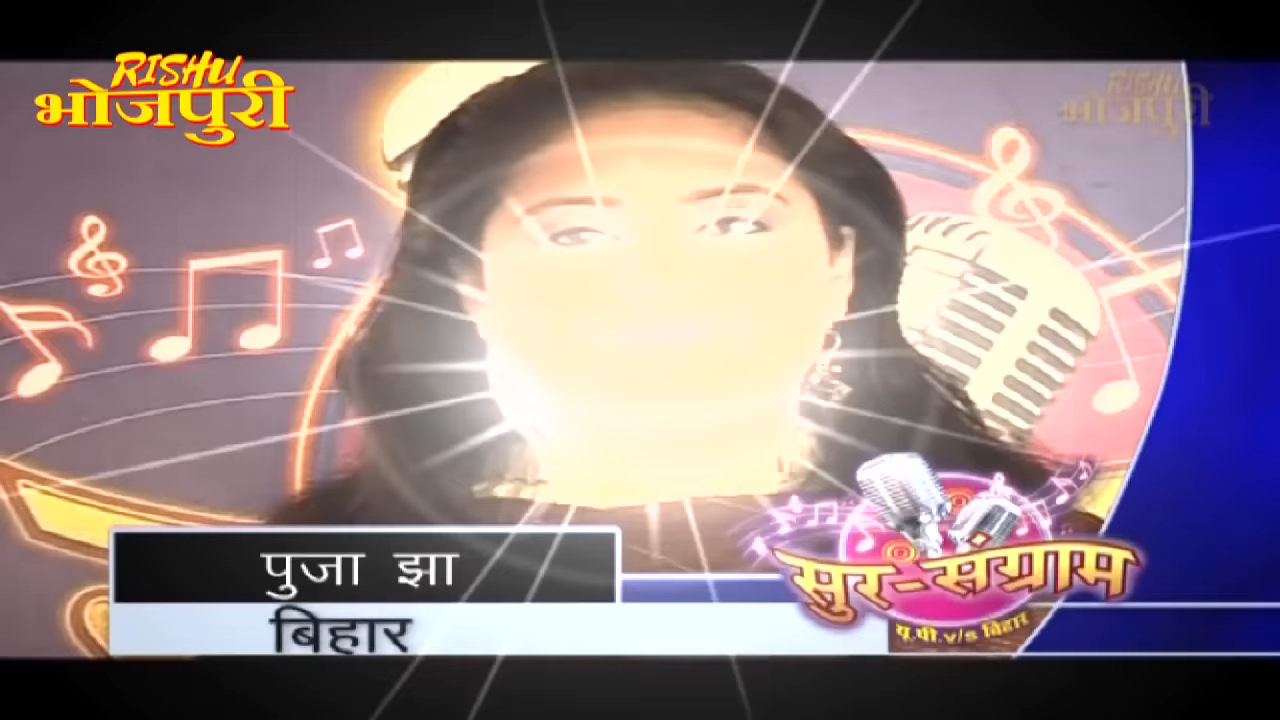 RISHU
भोजपुरी
RISHU
भोजपुरी
पुजा झा
बिहार
सुर-संग्राम
यू.पी.v/s बिहार